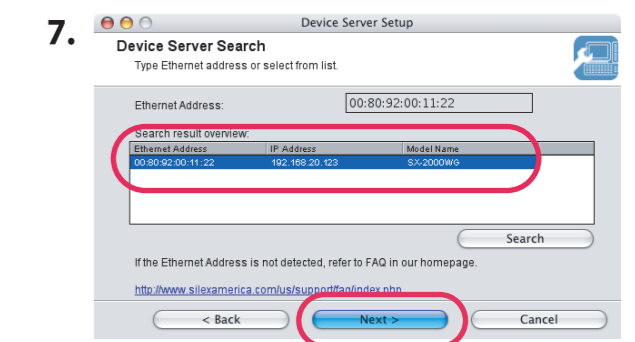 7.
Device Server Setup
Device Server Search
Type Ethernet address or select from list.
Ethernet Address: 00:80:92:00:11:22
Search result overview:
Ethernet Address IP Address Model Name
00:80:92:00:11:22 192.168.20.123 SX-2000WG
Search
If the Ethernet Address is not detected, refer to FAQ in our homepage.
http://www.silexamerica.com/us/support/faq/index.php
< Back Next > Cancel